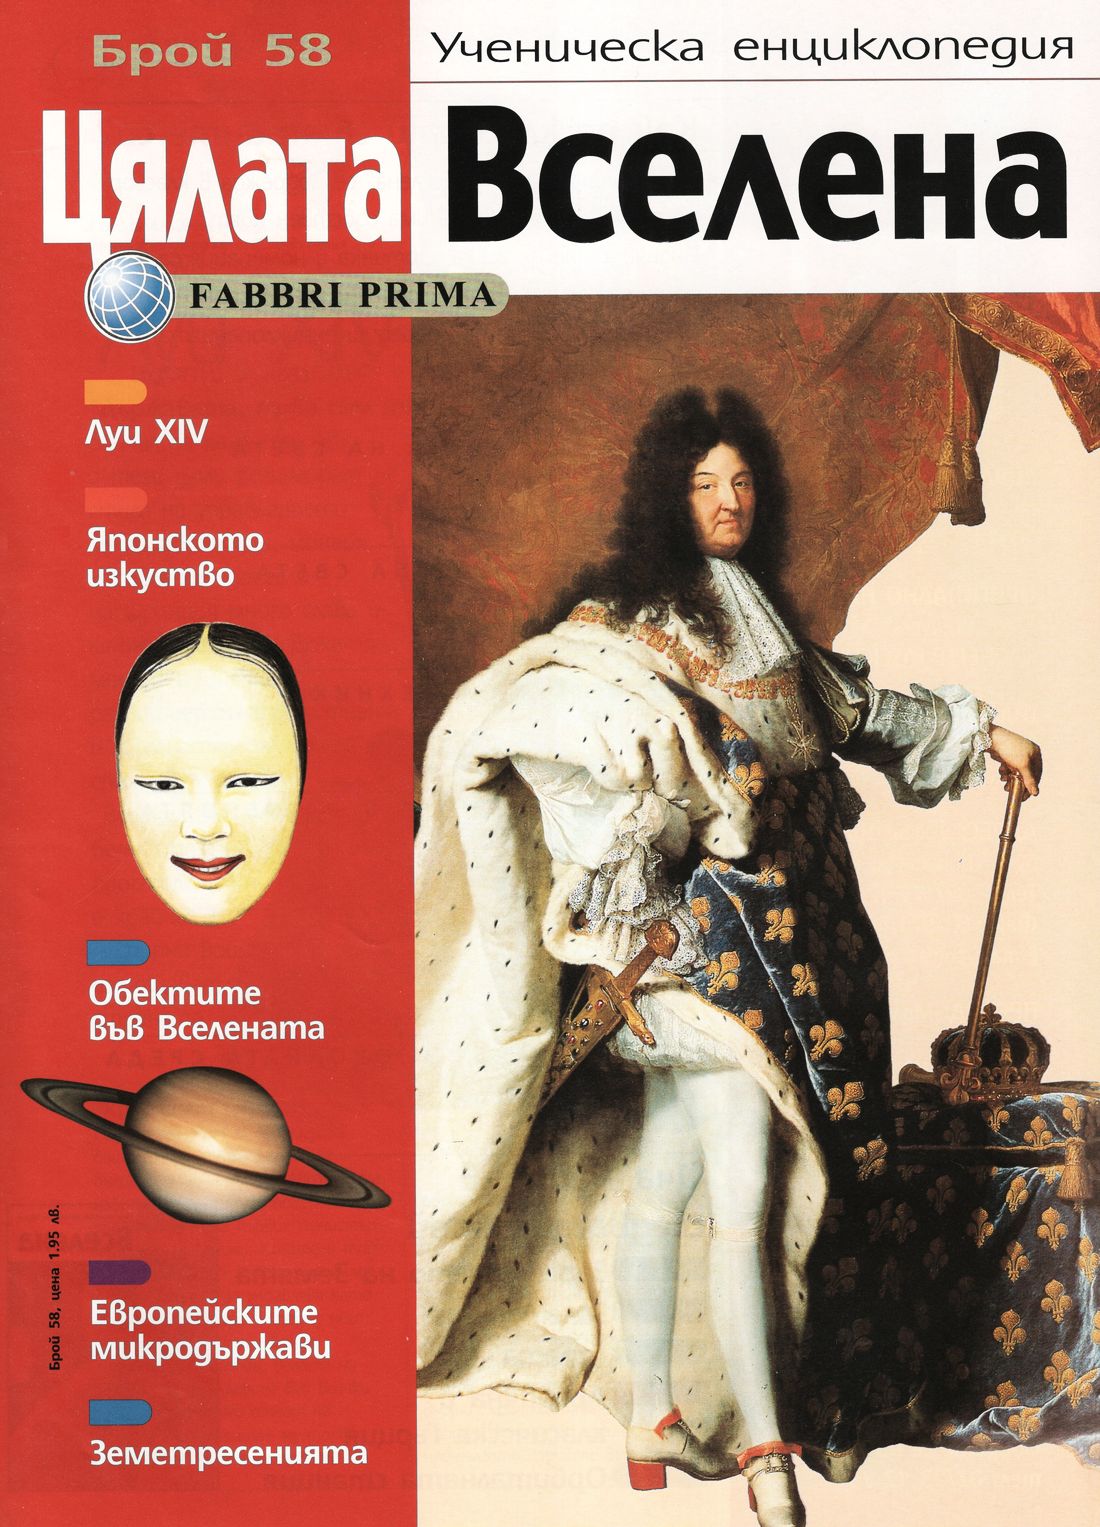 Брой 58
Ученическа енциклопедия
Цялата Вселена
FABBRI PRIMA
Луи XIV
Японското
изкуство
Обектите
във Вселената
Европейските
микродържави
Земетресенията
Брой 58, цена 1.95 лв.